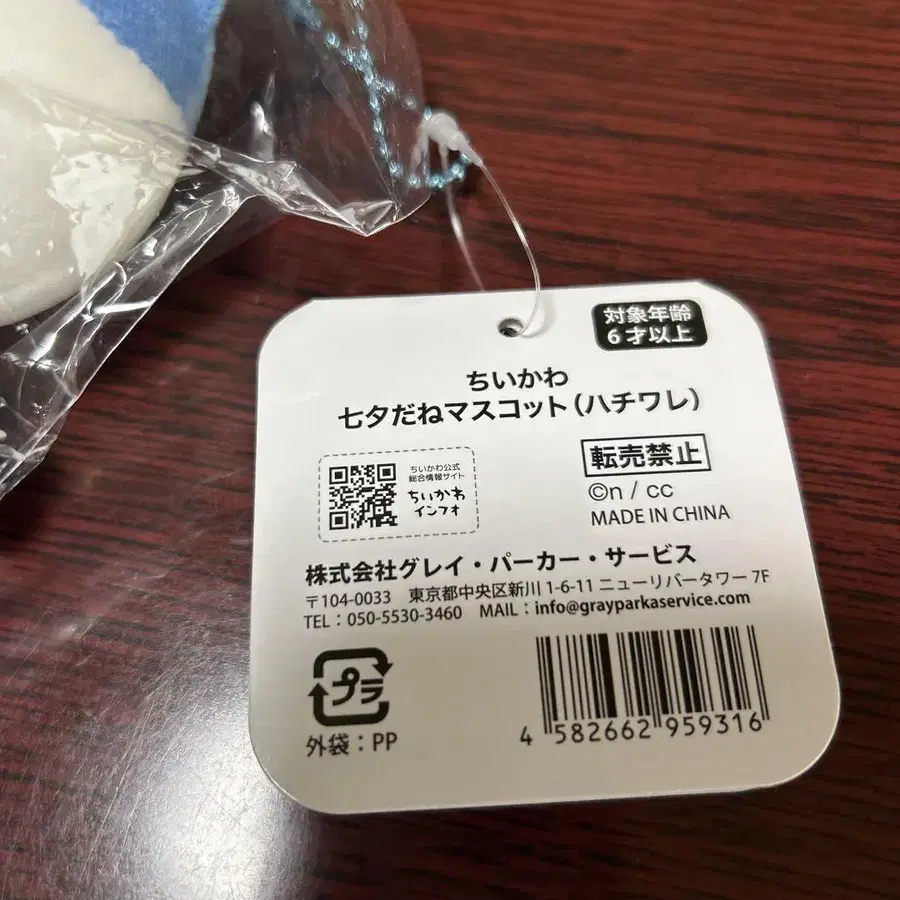 対象年齢
6才以上
ちいかわ
七夕だねマスコット(ハチワレ)
ちいかわ公式
総合情報サイト
ちいかわ
インフォ
転売禁止
©n / cc
MADE IN CHINA
株式会社グレイ・パーカー・サービス
〒104-0033 東京都中央区新川 1-6-11 ニューリバータワー 7F
TEL：050-5530-3460 MAIL：info@grayparkaservice.com
プラ
外袋：PP
4 582662 959316